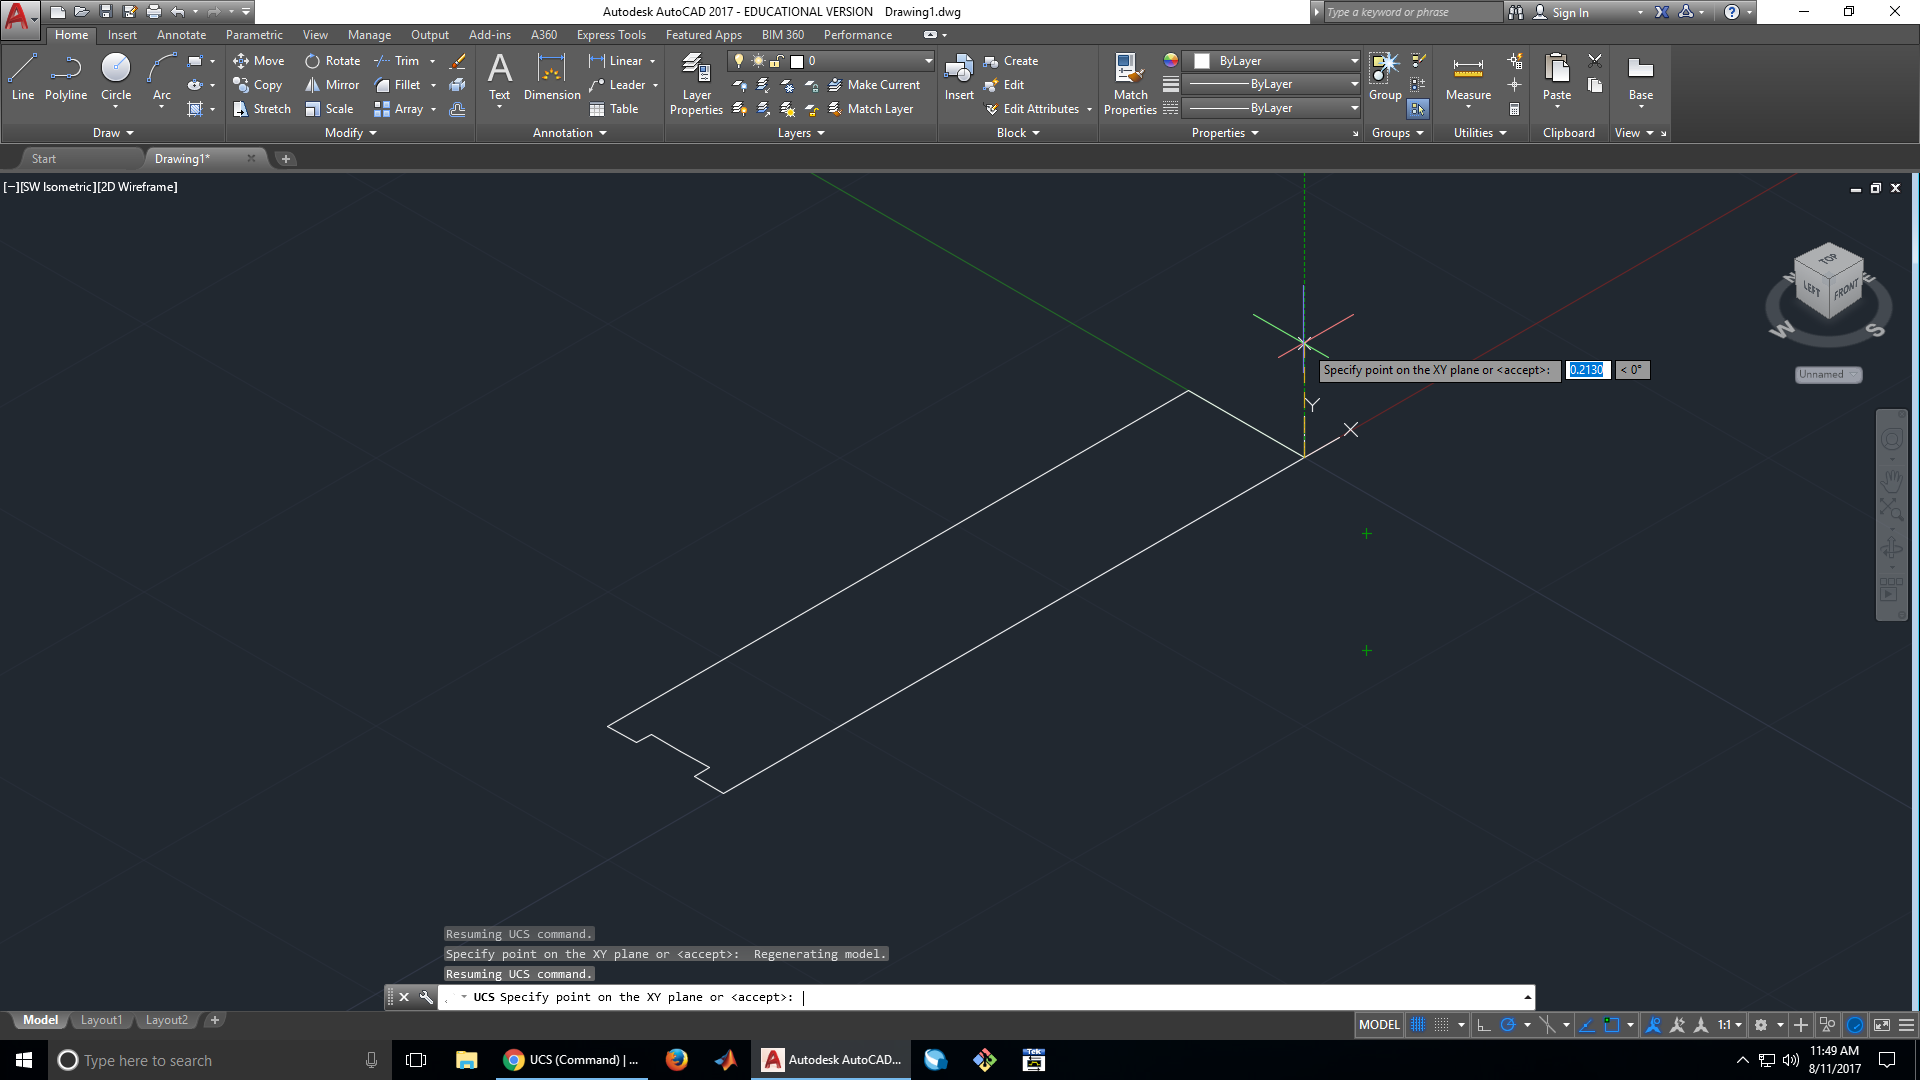 Autodesk AutoCAD 2017 - EDUCATIONAL VERSION Drawing1.dwg
Type a keyword or phrase
Sign In
Home Insert Annotate Parametric View Manage Output Add-ins A360 Express Tools Featured Apps BIM 360 Performance
Line Polyline Circle Arc
Move Rotate Trim
Copy Mirror Fillet
Stretch Scale Array
Text Dimension
Linear
Leader
Table
Layer Properties
0
Make Current
Match Layer
Insert
Create
Edit
Edit Attributes
Match Properties
ByLayer
ByLayer
ByLayer
Group Measure Paste Base
Draw Modify Annotation Layers Block Properties Groups Utilities Clipboard View
Start Drawing1*
[−][SW Isometric][2D Wireframe]
TOP
LEFT FRONT
N E
W S
Unnamed
Specify point on the XY plane or <accept>: 0.2130 < 0°
Y
X
Resuming UCS command.
Specify point on the XY plane or <accept>: Regenerating model.
Resuming UCS command.
UCS Specify point on the XY plane or <accept>:
Model Layout1 Layout2
MODEL 1:1
Type here to search
UCS (Command) | ...
Autodesk AutoCAD...
Tek
11:49 AM
8/11/2017